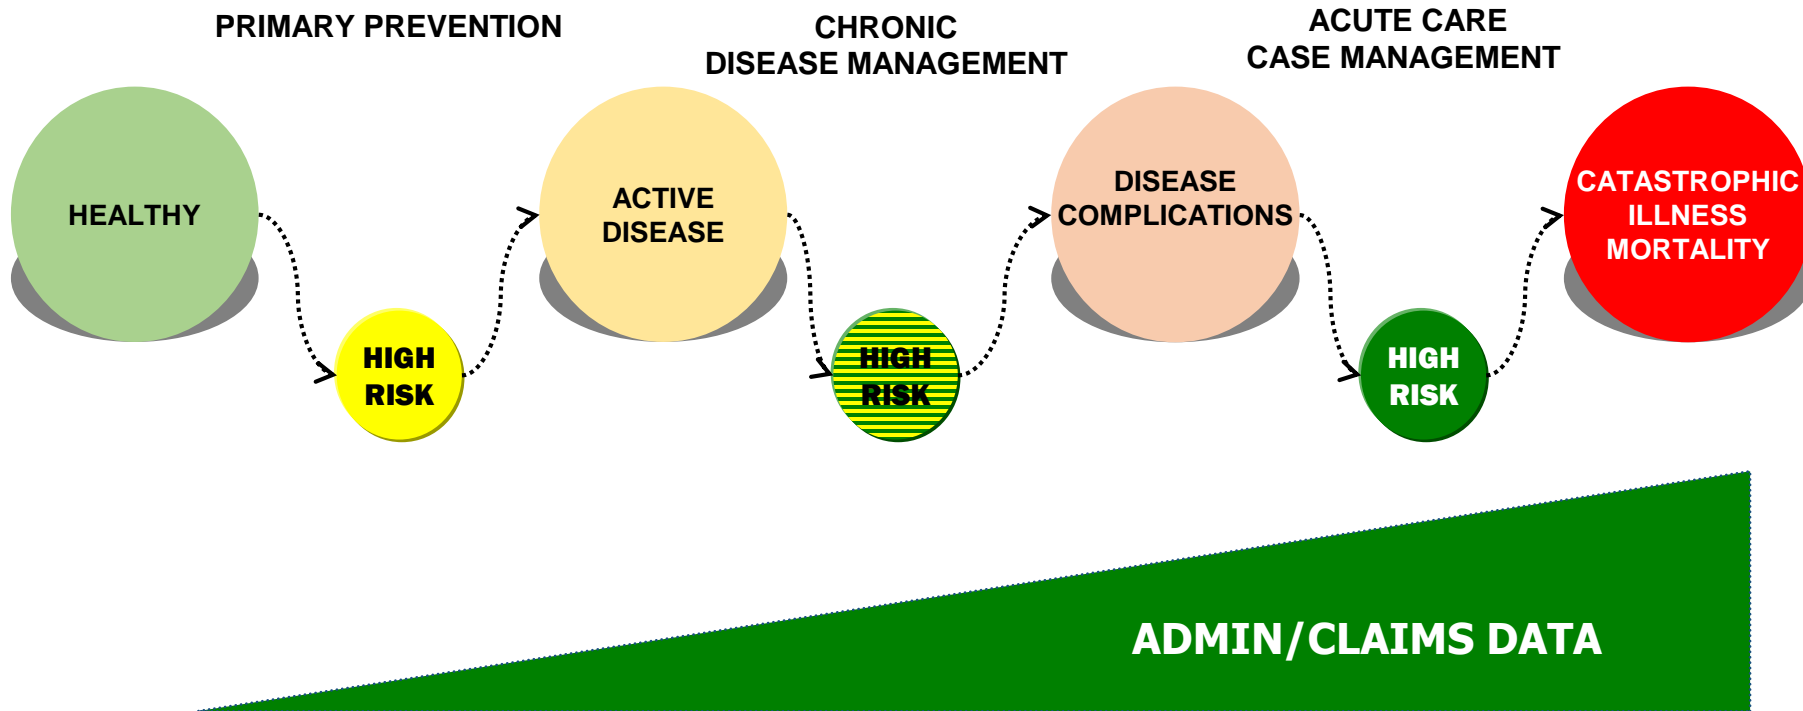 PRIMARY PREVENTION
CHRONIC
DISEASE MANAGEMENT
ACUTE CARE
CASE MANAGEMENT
HEALTHY
ACTIVE
DISEASE
DISEASE
COMPLICATIONS
CATASTROPHIC
ILLNESS
MORTALITY
HIGH
RISK
HIGH
RISK
HIGH
RISK
ADMIN/CLAIMS DATA